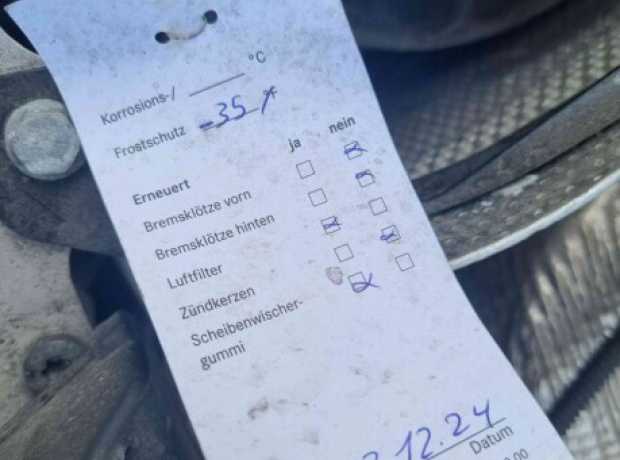 Korrosions-/ °C
Frostschutz -35
ja nein
Erneuert
Bremsklötze vorn
Bremsklötze hinten
Luftfilter
Zündkerzen
Scheibenwischer-
gummi
12.24
Datum